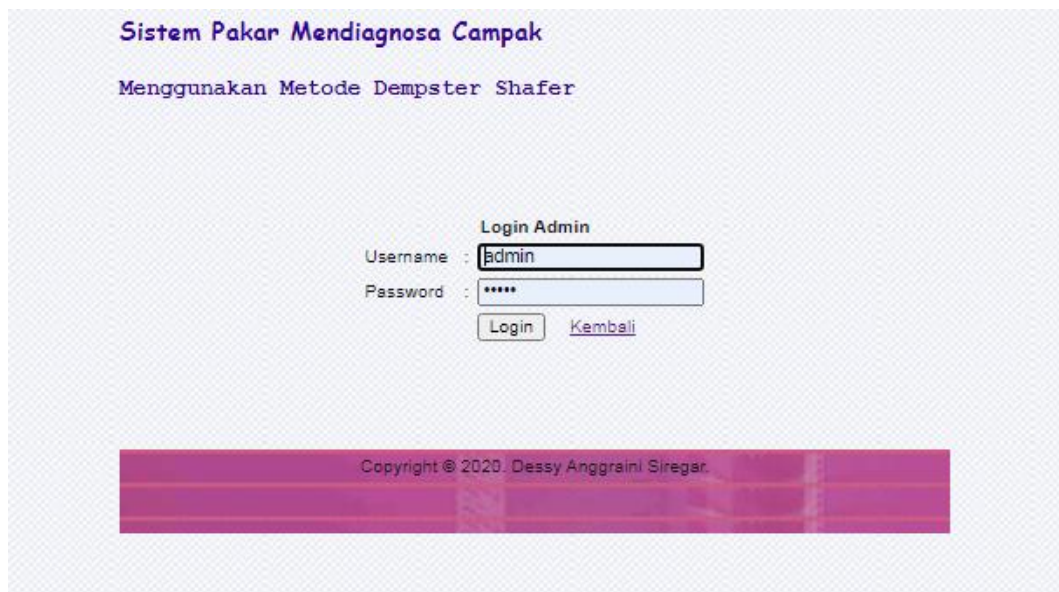 Sistem Pakar Mendiagnosa Campak
Menggunakan Metode Dempster Shafer
Login Admin
Username : admin
Password : •••••
Login Kembali
Copyright © 2020. Dessy Anggraini Siregar.